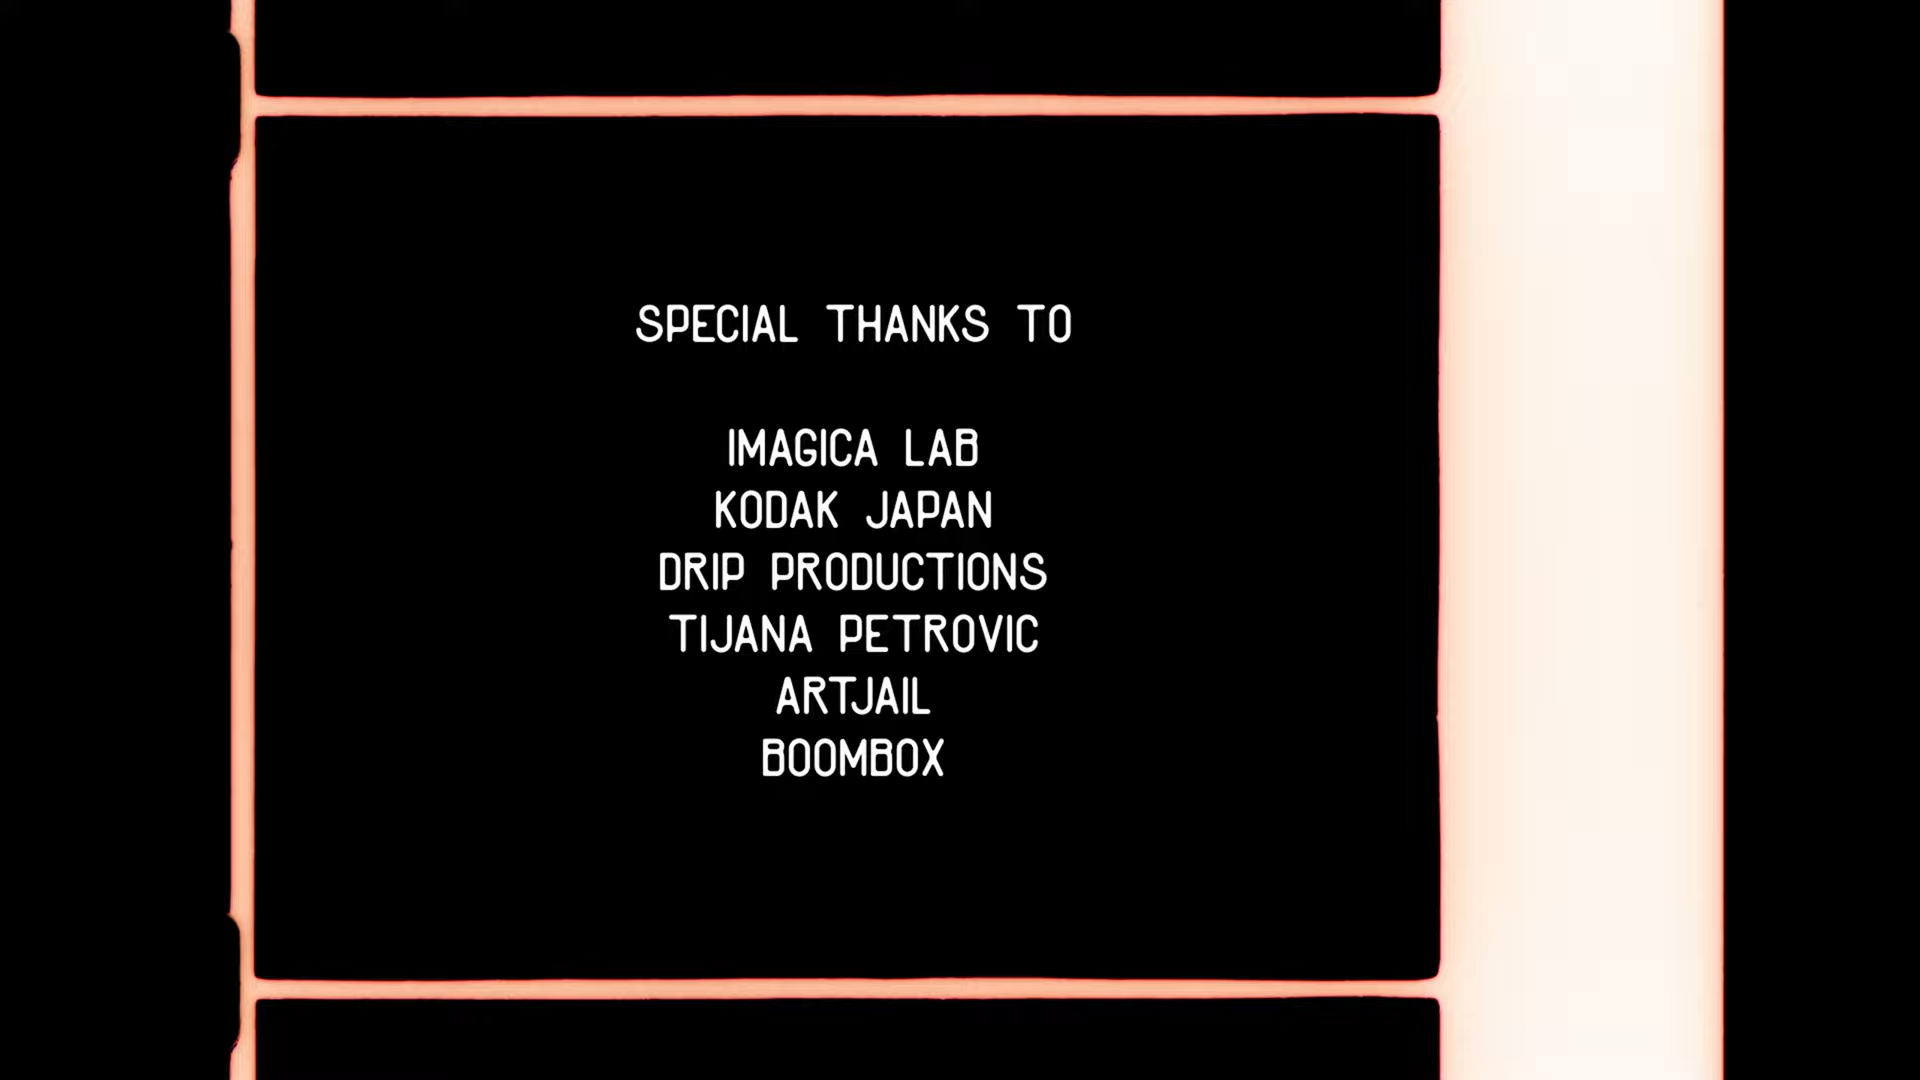 SPECIAL THANKS TO
IMAGICA LAB
KODAK JAPAN
DRIP PRODUCTIONS
TIJANA PETROVIC
ARTJAIL
BOOMBOX